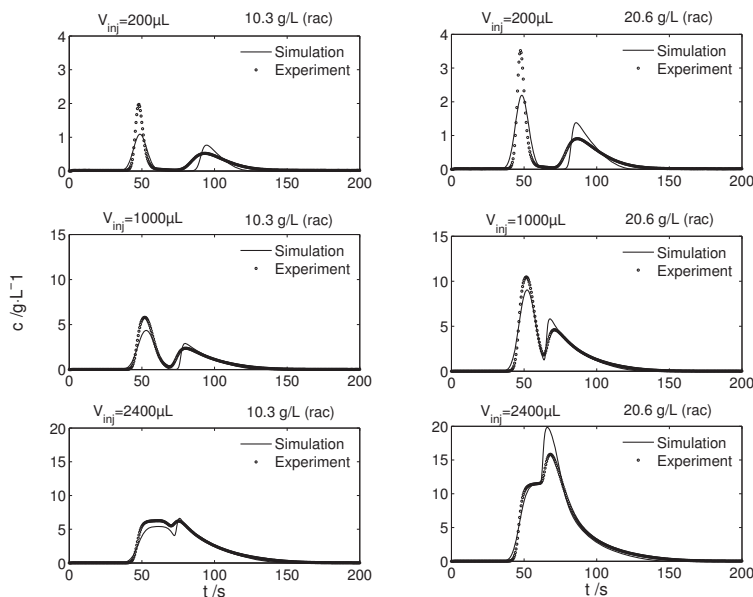 V_inj=200µL 10.3 g/L (rac)
4
3
2
1
0
Simulation
Experiment
0 50 100 150 200
t /s
V_inj=200µL 20.6 g/L (rac)
4
3
2
1
0
Simulation
Experiment
0 50 100 150 200
t /s
V_inj=1000µL 10.3 g/L (rac)
15
10
5
0
c /g·L^-1
Simulation
Experiment
0 50 100 150 200
t /s
V_inj=1000µL 20.6 g/L (rac)
15
10
5
0
Simulation
Experiment
0 50 100 150 200
t /s
V_inj=2400µL 10.3 g/L (rac)
20
15
10
5
0
Simulation
Experiment
0 50 100 150 200
t /s
V_inj=2400µL 20.6 g/L (rac)
20
15
10
5
0
Simulation
Experiment
0 50 100 150 200
t /s